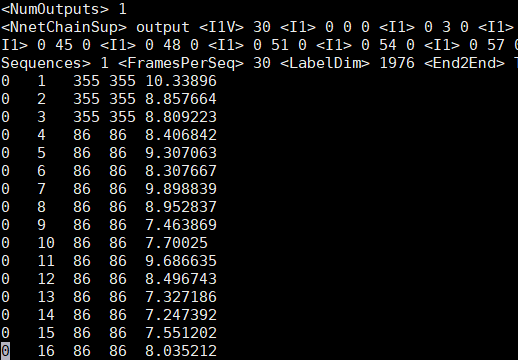 <NumOutputs> 1
<NnetChainSup> output <I1V> 30 <I1> 0 0 0 <I1> 0 3 0 <I1>
I1> 0 45 0 <I1> 0 48 0 <I1> 0 51 0 <I1> 0 54 0 <I1> 0 57 0
Sequences> 1 <FramesPerSeq> 30 <LabelDim> 1976 <End2End>
0 1 355 355 10.33896
0 2 355 355 8.857664
0 3 355 355 8.809223
0 4 86 86 8.406842
0 5 86 86 9.307063
0 6 86 86 8.307667
0 7 86 86 9.898839
0 8 86 86 8.952837
0 9 86 86 7.463869
0 10 86 86 7.70025
0 11 86 86 9.686635
0 12 86 86 8.496743
0 13 86 86 7.327186
0 14 86 86 7.247392
0 15 86 86 7.551202
0 16 86 86 8.035212